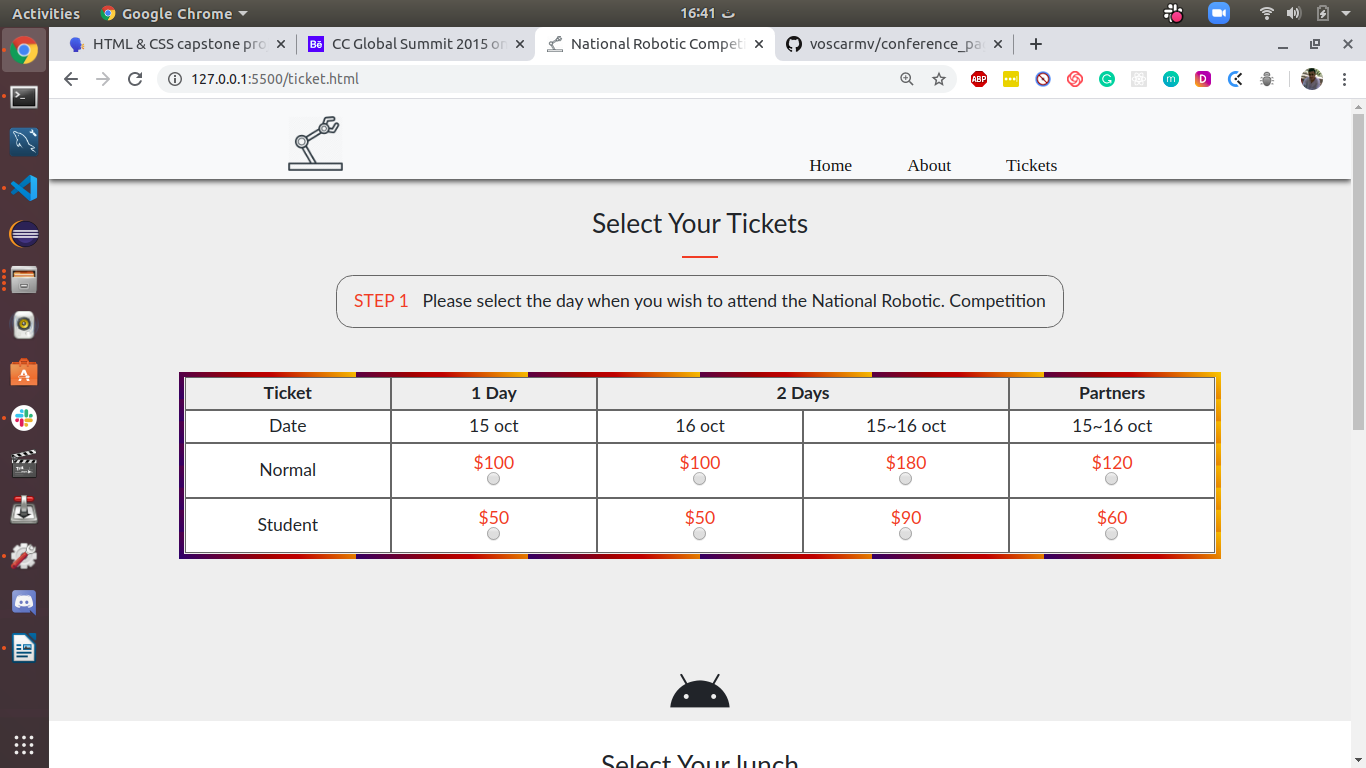 Activities Google Chrome 16:41 ث
HTML & CSS capstone pro
CC Global Summit 2015 on
National Robotic Competi
voscarmv/conference_pa
127.0.0.1:5500/ticket.html
ABP
Home About Tickets
Select Your Tickets
STEP 1 Please select the day when you wish to attend the National Robotic. Competition
Ticket 1 Day 2 Days Partners
Date 15 oct 16 oct 15~16 oct 15~16 oct
Normal $100 $100 $180 $120
Student $50 $50 $90 $60
Select Your lunch